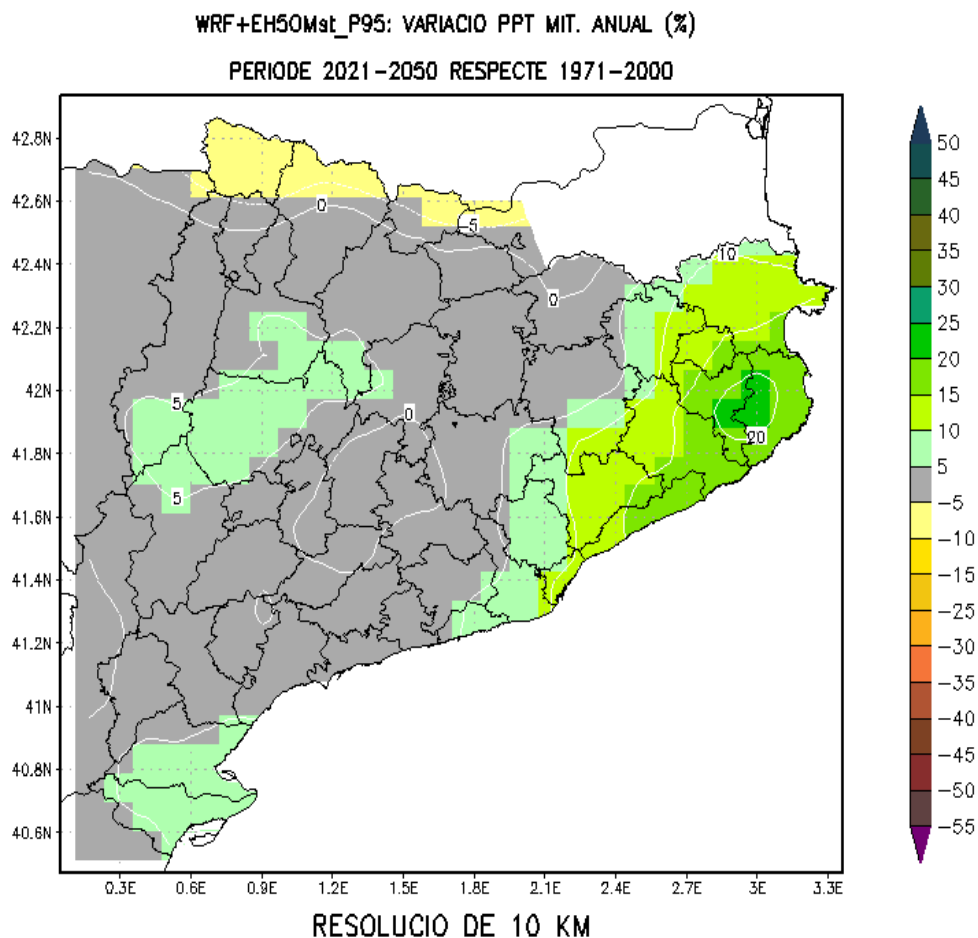 WRF+EH5OMst_P95: VARIACIO PPT MIT. ANUAL (%)
PERIODE 2021-2050 RESPECTE 1971-2000
42.8N
42.6N
42.4N
42.2N
42N
41.8N
41.6N
41.4N
41.2N
41N
40.8N
40.6N
0
-5
0
10
5
0
20
5
50
45
40
35
30
25
20
15
10
5
-5
-10
-15
-20
-25
-30
-35
-40
-45
-50
-55
0.3E 0.6E 0.9E 1.2E 1.5E 1.8E 2.1E 2.4E 2.7E 3E 3.3E
RESOLUCIO DE 10 KM